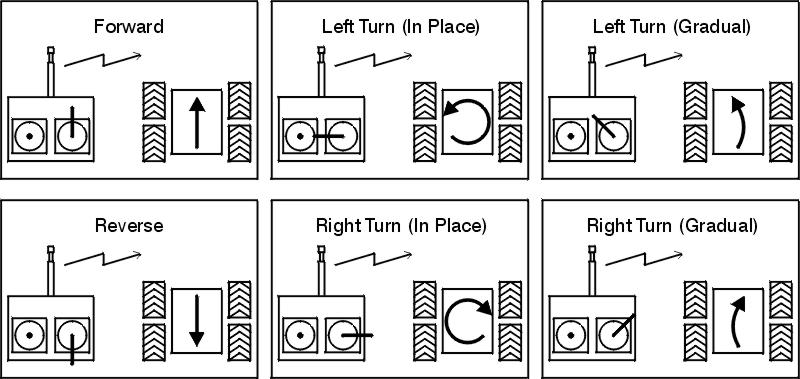 Forward
Left Turn (In Place)
Left Turn (Gradual)
Reverse
Right Turn (In Place)
Right Turn (Gradual)